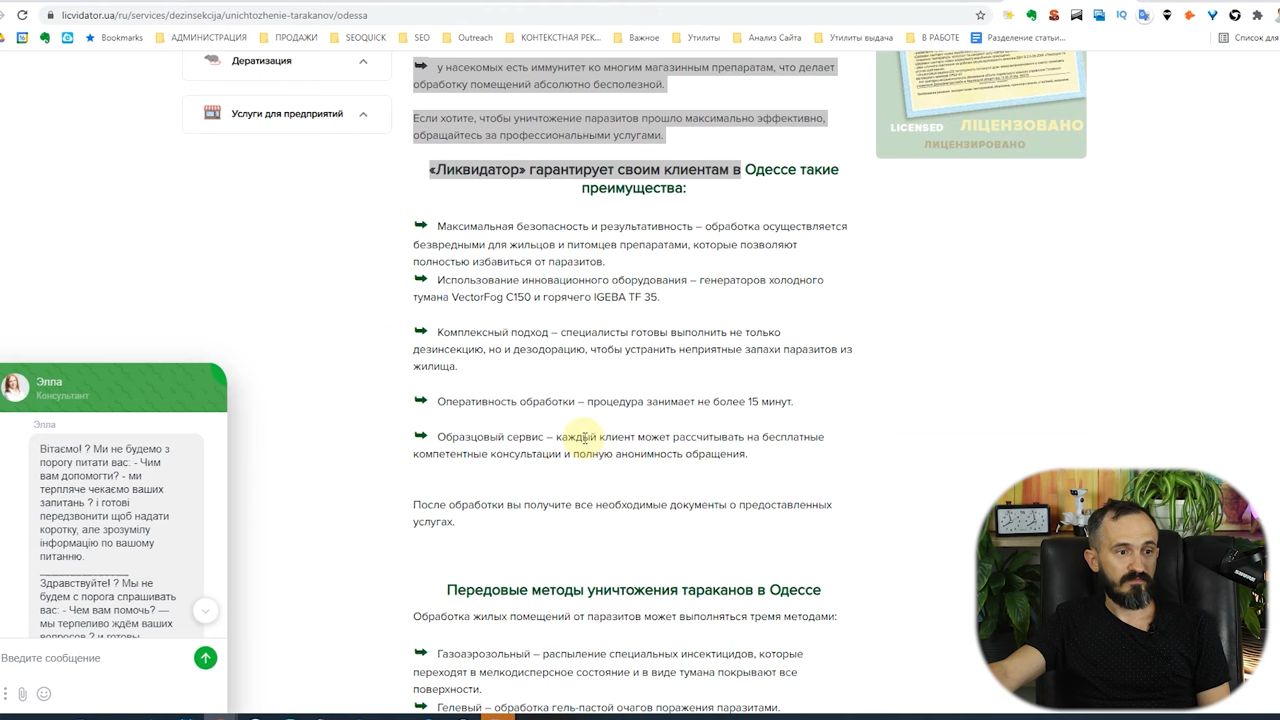 licvidator.ua/ru/services/dezinsekcija/unichtozhenie-tarakanov/odessa
Bookmarks АДМИНИСТРАЦИЯ ПРОДАЖИ SEOQUICK SEO Outreach КОНТЕКСТНАЯ РЕК... Важное Утилиты Анализ Сайта Утилиты выдача В РАБОТЕ Разделение статьи... Список для
Дератизация
Услуги для предприятий
у насекомых есть иммунитет ко многим магазинным препаратам, что делает
обработку помещений абсолютно бесполезной.
Если хотите, чтобы уничтожение паразитов прошло максимально эффективно,
обращайтесь за профессиональными услугами.
LICENSED ЛІЦЕНЗОВАНО
ЛИЦЕНЗИРОВАНО
«Ликвидатор» гарантирует своим клиентам в Одессе такие
преимущества:
Максимальная безопасность и результативность – обработка осуществляется
безвредными для жильцов и питомцев препаратами, которые позволяют
полностью избавиться от паразитов.
Использование инновационного оборудования – генераторов холодного
тумана VectorFog C150 и горячего IGEBA TF 35.
Комплексный подход – специалисты готовы выполнить не только
дезинсекцию, но и дезодорацию, чтобы устранить неприятные запахи паразитов из
жилища.
Оперативность обработки – процедура занимает не более 15 минут.
Образцовый сервис – каждый клиент может рассчитывать на бесплатные
компетентные консультации и полную анонимность обращения.
После обработки вы получите все необходимые документы о предоставленных
услугах.
Передовые методы уничтожения тараканов в Одессе
Обработка жилых помещений от паразитов может выполняться тремя методами:
Газоаэрозольный – распыление специальных инсектицидов, которые
переходят в мелкодисперсное состояние и в виде тумана покрывают все
поверхности.
Гелевый – обработка гель-пастой очагов поражения паразитами.
Элла
Консультант
Элла
Вітаємо! ? Ми не будемо з
порогу питати вас: - Чим
вам допомогти? - ми
терпляче чекаємо ваших
запитань ? і готові
передзвонити щоб надати
коротку, але зрозумілу
інформацію по вашому
питанню.
_______________
Здравствуйте! ? Мы не
будем с порога спрашивать
вас: - Чем вам помочь? —
мы терпеливо ждём ваших
вопросов ? и готовы
Введите сообщение